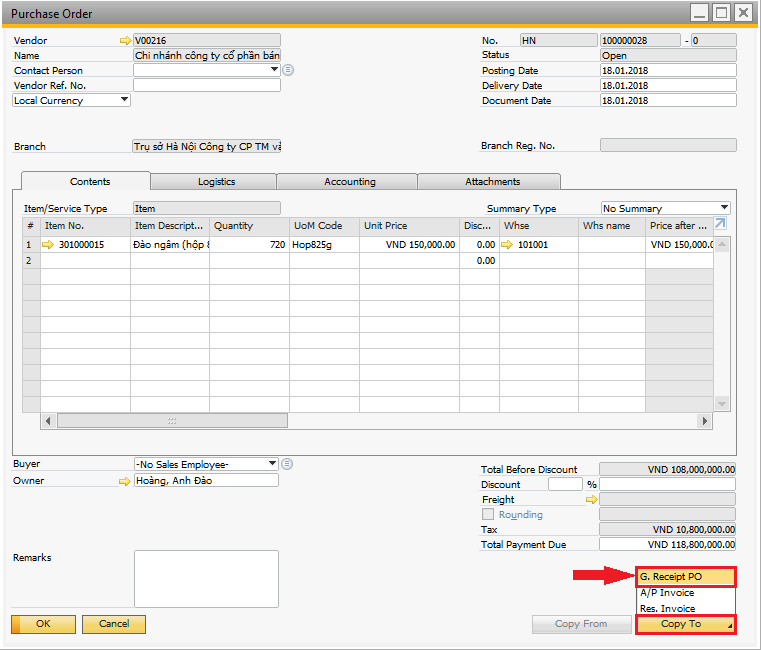 Purchase Order
Vendor V00216 No. HN 100000028 - 0
Name Chi nhánh công ty cổ phần bán Status Open
Contact Person Posting Date 18.01.2018
Vendor Ref. No. Delivery Date 18.01.2018
Local Currency Document Date 18.01.2018
Branch Trụ sở Hà Nội Công ty CP TM và Branch Reg. No.
Contents Logistics Accounting Attachments
Item/Service Type Item Summary Type No Summary
# Item No. Item Descript... Quantity UoM Code Unit Price Disc... Whse Whs name Price after ...
1 301000015 Đào ngâm (hộp 8 720 Hop825g VND 150,000.00 0.00 101001 VND 150,000.0
2 0.00
Buyer -No Sales Employee- Total Before Discount VND 108,000,000.00
Owner Hoàng, Anh Đào Discount %
Freight
Rounding
Tax VND 10,800,000.00
Total Payment Due VND 118,800,000.00
Remarks
G. Receipt PO
A/P Invoice
Res. Invoice
OK Cancel Copy From Copy To